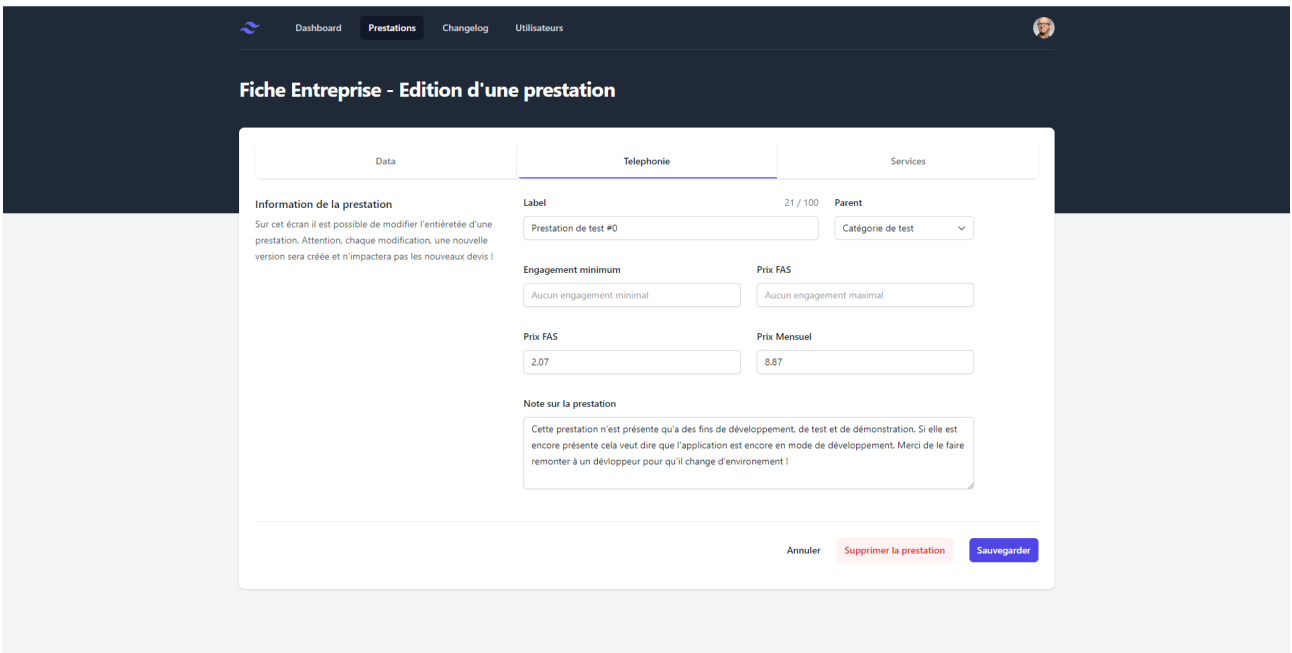 Dashboard Prestations Changelog Utilisateurs
Fiche Entreprise - Edition d'une prestation
Data Telephonie Services
Information de la prestation
Sur cet écran il est possible de modifier l'entièretée d'une
prestation. Attention, chaque modification, une nouvelle
version sera créée et n'impactera pas les nouveaux devis !
Label 21 / 100 Parent
Prestation de test #0 Catégorie de test
Engagement minimum Prix FAS
Aucun engagement minimal Aucun engagement maximal
Prix FAS Prix Mensuel
2.07 8.87
Note sur la prestation
Cette prestation n'est présente qu'a des fins de développement, de test et de démonstration. Si elle est
encore présente cela veut dire que l'application est encore en mode de développement. Merci de le faire
remonter à un dévloppeur pour qu'il change d'environement !
Annuler Supprimer la prestation Sauvegarder